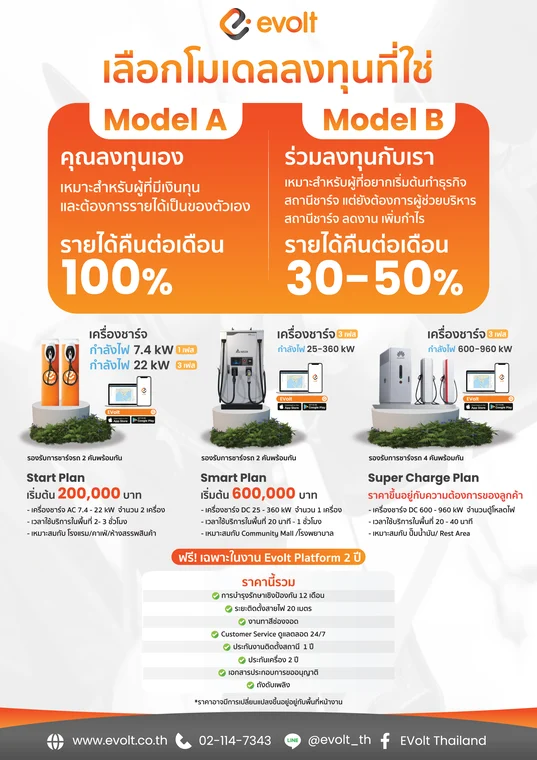 evolt
เลือกโมเดลลงทุนที่ใช่
Model A
คุณลงทุนเอง
เหมาะสำหรับผู้ที่มีเงินทุน
และต้องการรายได้เป็นของตัวเอง
รายได้คืนต่อเดือน
100%
Model B
ร่วมลงทุนกับเรา
เหมาะสำหรับผู้ที่อยากเริ่มต้นทำธุรกิจ
สถานีชาร์จ แต่ยังต้องการผู้ช่วยบริหาร
สถานีชาร์จ ลดงาน เพิ่มกำไร
รายได้คืนต่อเดือน
30-50%
เครื่องชาร์จ
กำลังไฟ 7.4 kW 1 เฟส
กำลังไฟ 22 kW 3 เฟส
EVolt
App Store Google Play
รองรับการชาร์จรถ 2 คันพร้อมกัน
Start Plan
เริ่มต้น 200,000 บาท
- เครื่องชาร์จ AC 7.4 - 22 kW จำนวน 2 เครื่อง
- เวลาใช้บริการในพื้นที่ 2- 3 ชั่วโมง
- เหมาะสมกับ โรงแรม/คาเฟ่/ห้างสรรพสินค้า
เครื่องชาร์จ 3 เฟส
กำลังไฟ 25-360 kW
EVolt
App Store Google Play
รองรับการชาร์จรถ 2 คันพร้อมกัน
Smart Plan
เริ่มต้น 600,000 บาท
- เครื่องชาร์จ DC 25 - 360 kW จำนวน 1 เครื่อง
- เวลาใช้บริการในพื้นที่ 20 นาที - 1 ชั่วโมง
- เหมาะสมกับ Community Mall /โรงพยาบาล
เครื่องชาร์จ 3 เฟส
กำลังไฟ 600-960 kW
EVolt
App Store Google Play
รองรับการชาร์จรถ 4 คันพร้อมกัน
Super Charge Plan
ราคาขึ้นอยู่กับความต้องการของลูกค้า
- เครื่องชาร์จ DC 600 - 960 kW จำนวนตู้โหลดไฟ
- เวลาใช้บริการในพื้นที่ 20 - 40 นาที
- เหมาะสมกับ ปั๊มน้ำมัน/ Rest Area
ฟรี! เฉพาะในงาน Evolt Platform 2 ปี
ราคานี้รวม
การบำรุงรักษาเชิงป้องกัน 12 เดือน
ระยะติดตั้งสายไฟ 20 เมตร
งานทาสีช่องจอด
Customer Service ดูแลตลอด 24/7
ประกันงานติดตั้งสถานี 1 ปี
ประกันเครื่อง 2 ปี
เอกสารประกอบการขออนุญาติ
ถังดับเพลิง
*ราคาอาจมีการเปลี่ยนแปลงขึ้นอยู่อยู่กับพื้นที่หน้างาน
www.evolt.co.th
02-114-7343
LINE @evolt_th
EVolt Thailand